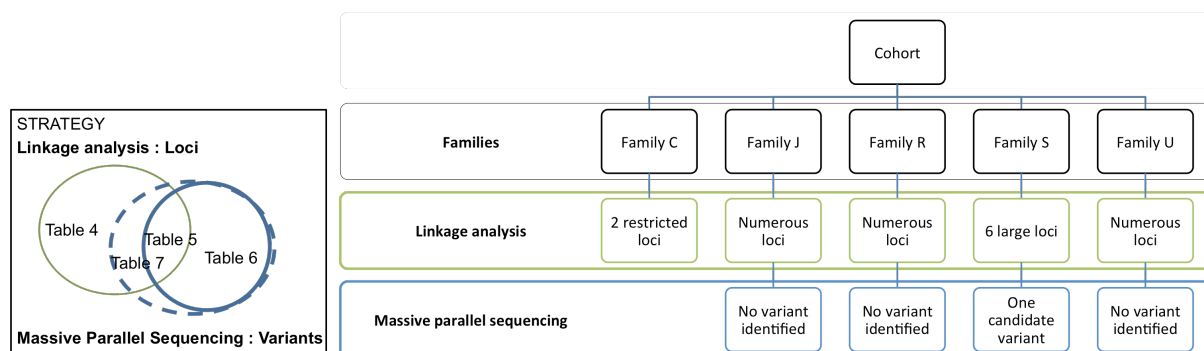 STRATEGY
Linkage analysis : Loci
Table 4
Table 5
Table 7
Table 6
Massive Parallel Sequencing : Variants
Cohort
Families
Family C
Family J
Family R
Family S
Family U
Linkage analysis
2 restricted
loci
Numerous
loci
Numerous
loci
6 large loci
Numerous
loci
Massive parallel sequencing
No variant
identified
No variant
identified
One
candidate
variant
No variant
identified